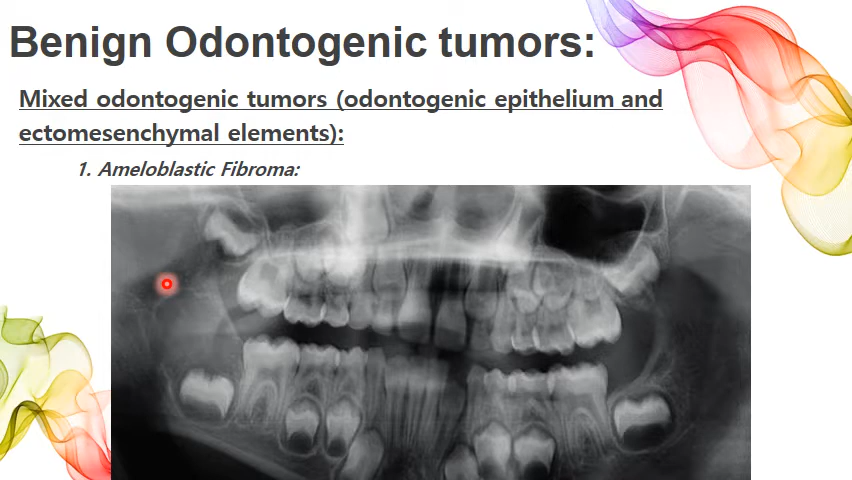 Benign Odontogenic tumors:
Mixed odontogenic tumors (odontogenic epithelium and
ectomesenchymal elements):
1. Ameloblastic Fibroma: